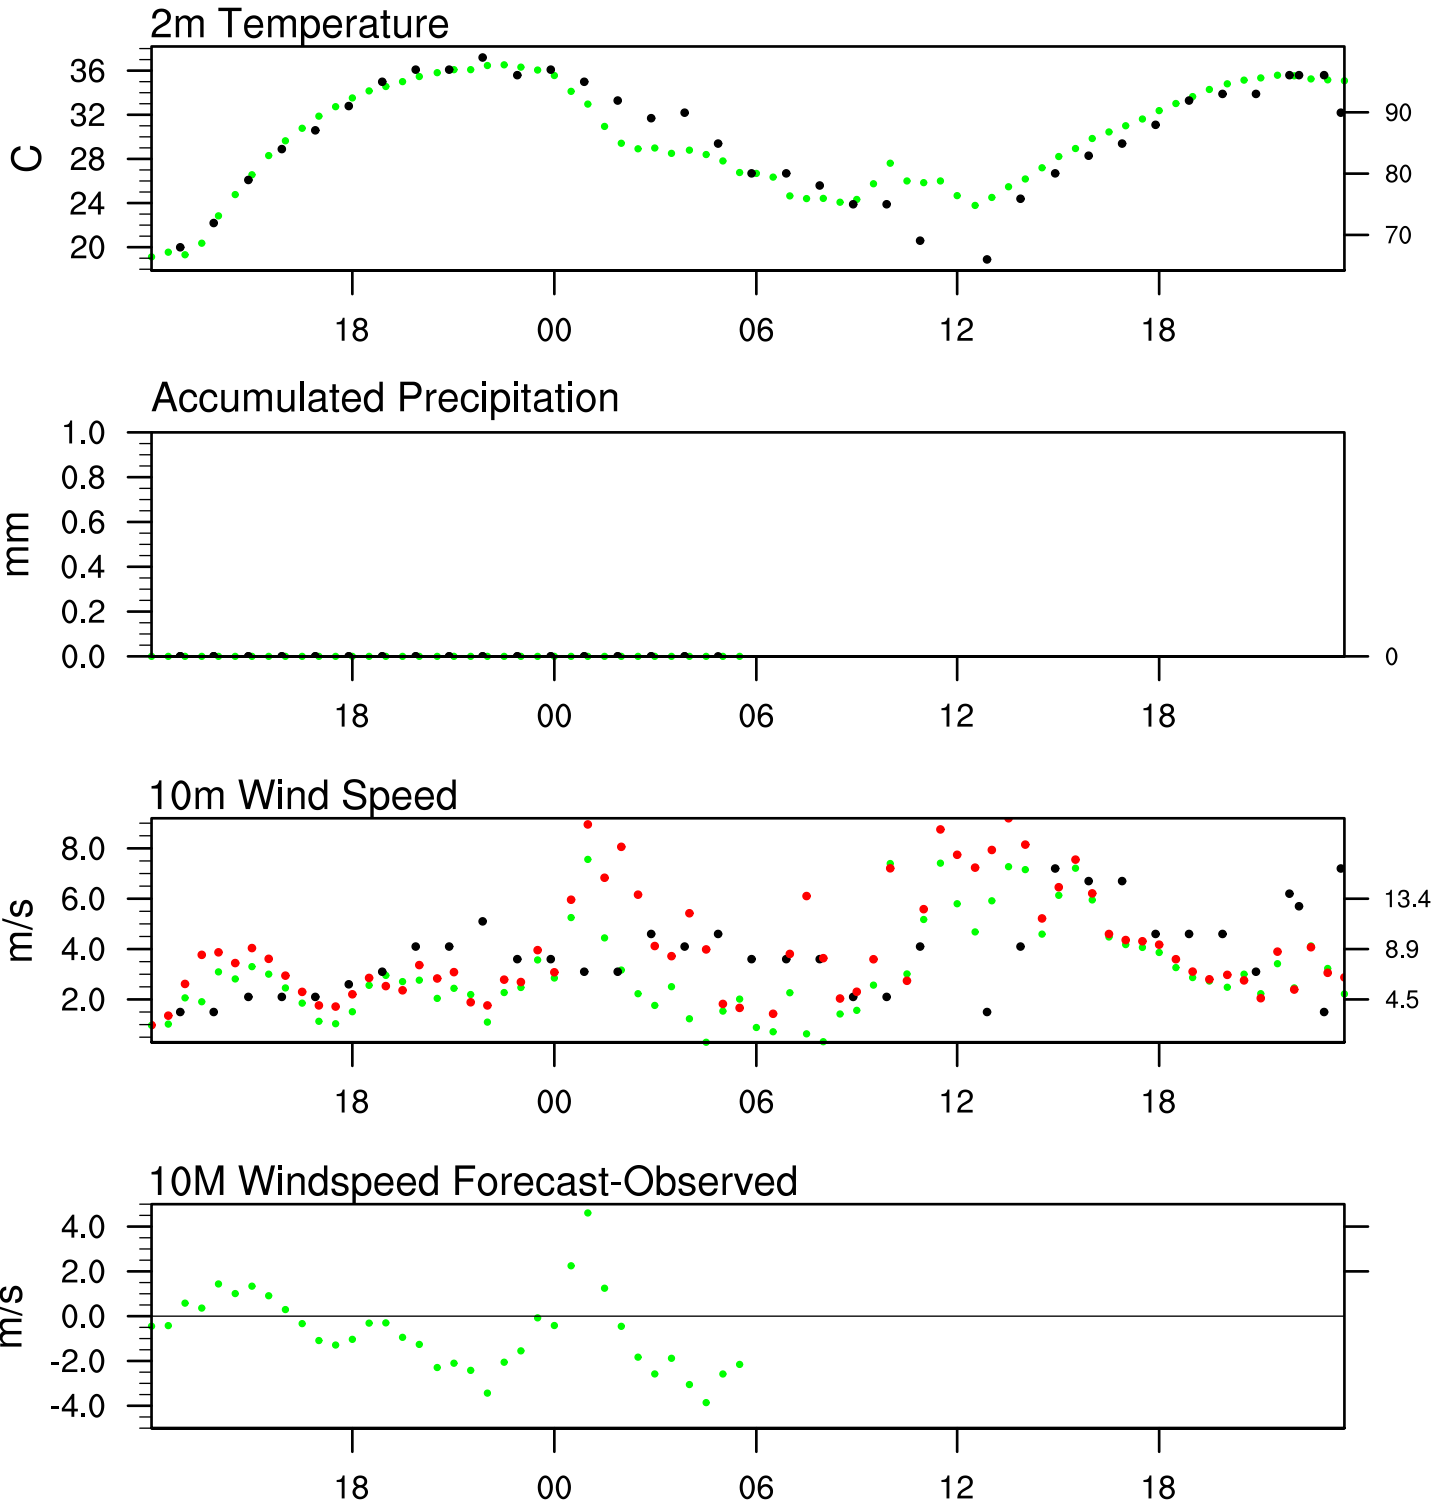 2m Temperature
36
32
28
24
20
C
90
80
70
18 00 06 12 18
Accumulated Precipitation
1.0
0.8
0.6
0.4
0.2
0.0
mm
0
18 00 06 12 18
10m Wind Speed
8.0
6.0
4.0
2.0
m/s
13.4
8.9
4.5
18 00 06 12 18
10M Windspeed Forecast-Observed
4.0
2.0
0.0
-2.0
-4.0
m/s
18 00 06 12 18